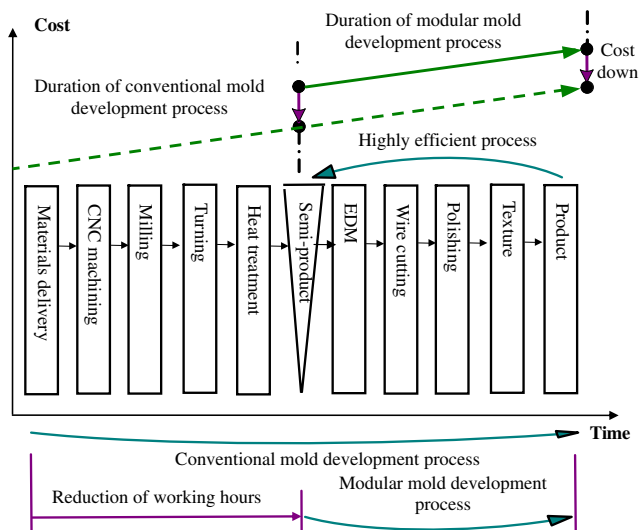 Cost
Duration of modular mold
development process
Cost
down
Duration of conventional mold
development process
Highly efficient process
Materials delivery
CNC machining
Milling
Turning
Heat treatment
Semi-product
EDM
Wire cutting
Polishing
Texture
Product
Time
Conventional mold development process
Reduction of working hours
Modular mold development
process